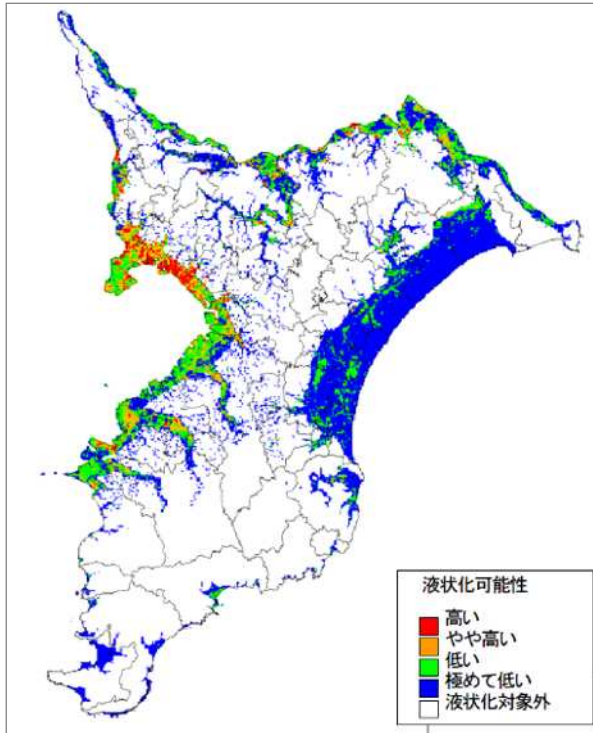 液状化可能性
高い
やや高い
低い
極めて低い
液状化対象外